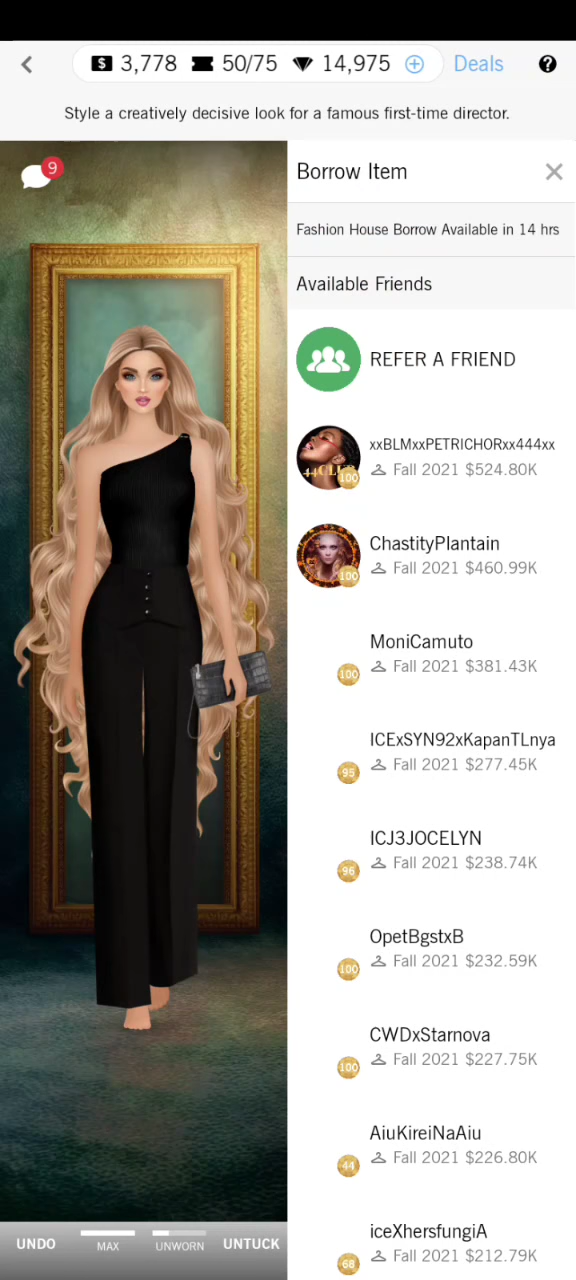 $ 3,778 50/75 14,975 Deals ?
Style a creatively decisive look for a famous first-time director.
9
Borrow Item
Fashion House Borrow Available in 14 hrs
Available Friends
REFER A FRIEND
xxBLMxxPETRICHORxx444xx
100 Fall 2021 $524.80K
ChastityPlantain
100 Fall 2021 $460.99K
MoniCamuto
100 Fall 2021 $381.43K
ICExSYN92xKapanTLnya
95 Fall 2021 $277.45K
ICJ3JOCELYN
96 Fall 2021 $238.74K
OpetBgstxB
100 Fall 2021 $232.59K
CWDxStarnova
100 Fall 2021 $227.75K
AiuKireiNaAiu
44 Fall 2021 $226.80K
iceXhersfungiA
68 Fall 2021 $212.79K
UNDO MAX UNWORN UNTUCK